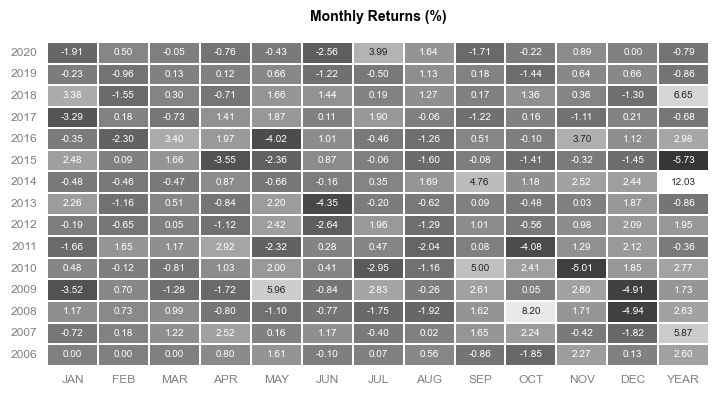 Monthly Returns (%)
2020 -1.91 0.50 -0.05 -0.76 -0.43 -2.56 3.99 1.64 -1.71 -0.22 0.89 0.00 -0.79
2019 -0.23 -0.96 0.13 0.12 0.66 -1.22 -0.50 1.13 0.18 -1.44 0.64 0.66 -0.86
2018 3.38 -1.55 0.30 -0.71 1.66 1.44 0.19 1.27 0.17 1.36 0.36 -1.30 6.65
2017 -3.29 0.18 -0.73 1.41 1.87 0.11 1.90 -0.06 -1.22 0.16 -1.11 0.21 -0.68
2016 -0.35 -2.30 3.40 1.97 -4.02 1.01 -0.46 -1.26 0.51 -0.10 3.70 1.12 2.98
2015 2.48 0.09 1.66 -3.55 -2.36 0.87 -0.06 -1.60 -0.08 -1.41 -0.32 -1.45 -5.73
2014 -0.48 -0.46 -0.47 0.87 -0.66 -0.16 0.35 1.69 4.76 1.18 2.52 2.44 12.03
2013 2.26 -1.16 0.51 -0.84 2.20 -4.35 -0.20 -0.62 0.09 -0.48 0.03 1.87 -0.86
2012 -0.19 -0.65 0.05 -1.12 2.42 -2.64 1.96 -1.29 1.01 -0.56 0.98 2.09 1.95
2011 -1.66 1.65 1.17 2.92 -2.32 0.28 0.47 -2.04 0.08 -4.08 1.29 2.12 -0.36
2010 0.48 -0.12 -0.81 1.03 2.00 0.41 -2.95 -1.16 5.00 2.41 -5.01 1.85 2.77
2009 -3.52 0.70 -1.28 -1.72 5.96 -0.84 2.83 -0.26 2.61 0.05 2.60 -4.91 1.73
2008 1.17 0.73 0.99 -0.80 -1.10 -0.77 -1.75 -1.92 1.62 8.20 1.71 -4.94 2.63
2007 -0.72 0.18 1.22 2.52 0.16 1.17 -0.40 0.02 1.65 2.24 -0.42 -1.82 5.87
2006 0.00 0.00 0.00 0.80 1.61 -0.10 0.07 0.56 -0.86 -1.85 2.27 0.13 2.60
JAN FEB MAR APR MAY JUN JUL AUG SEP OCT NOV DEC YEAR